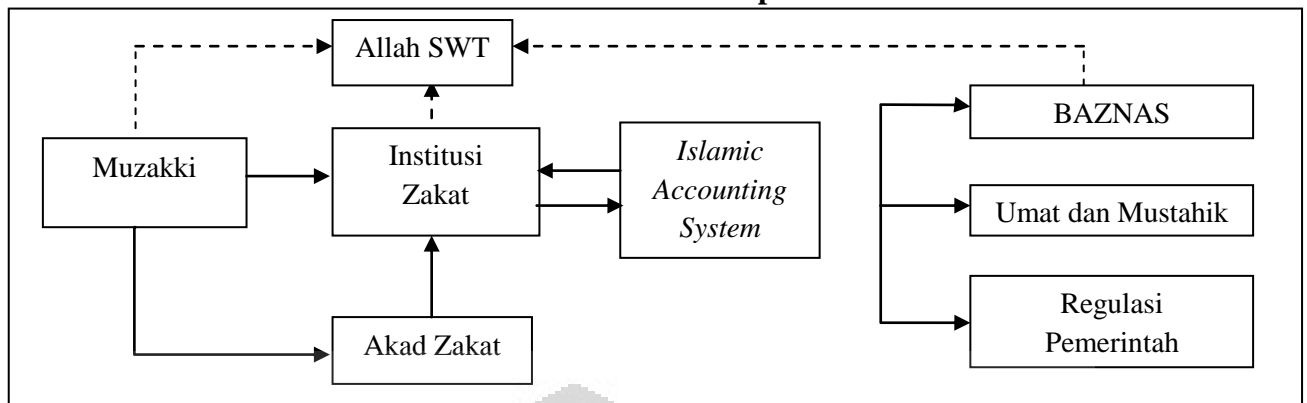 Allah SWT
Muzakki
Institusi
Zakat
Islamic
Accounting
System
Akad Zakat
BAZNAS
Umat dan Mustahik
Regulasi
Pemerintah